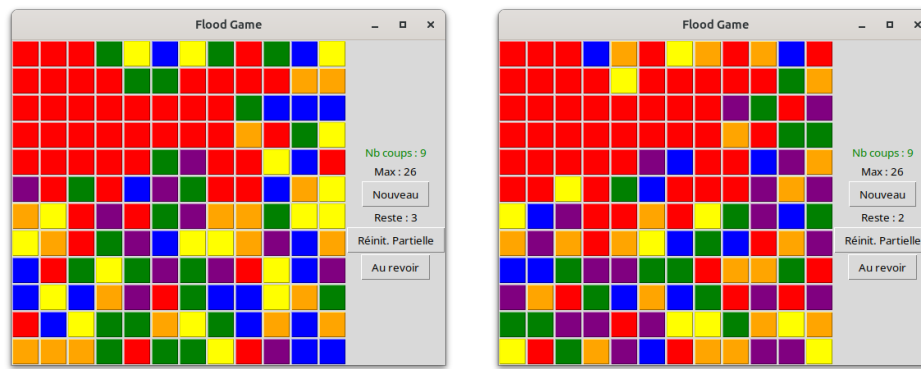 Flood Game
Nb coups : 9
Max : 26
Nouveau
Reste : 3
Réinit. Partielle
Au revoir
Flood Game
Nb coups : 9
Max : 26
Nouveau
Reste : 2
Réinit. Partielle
Au revoir